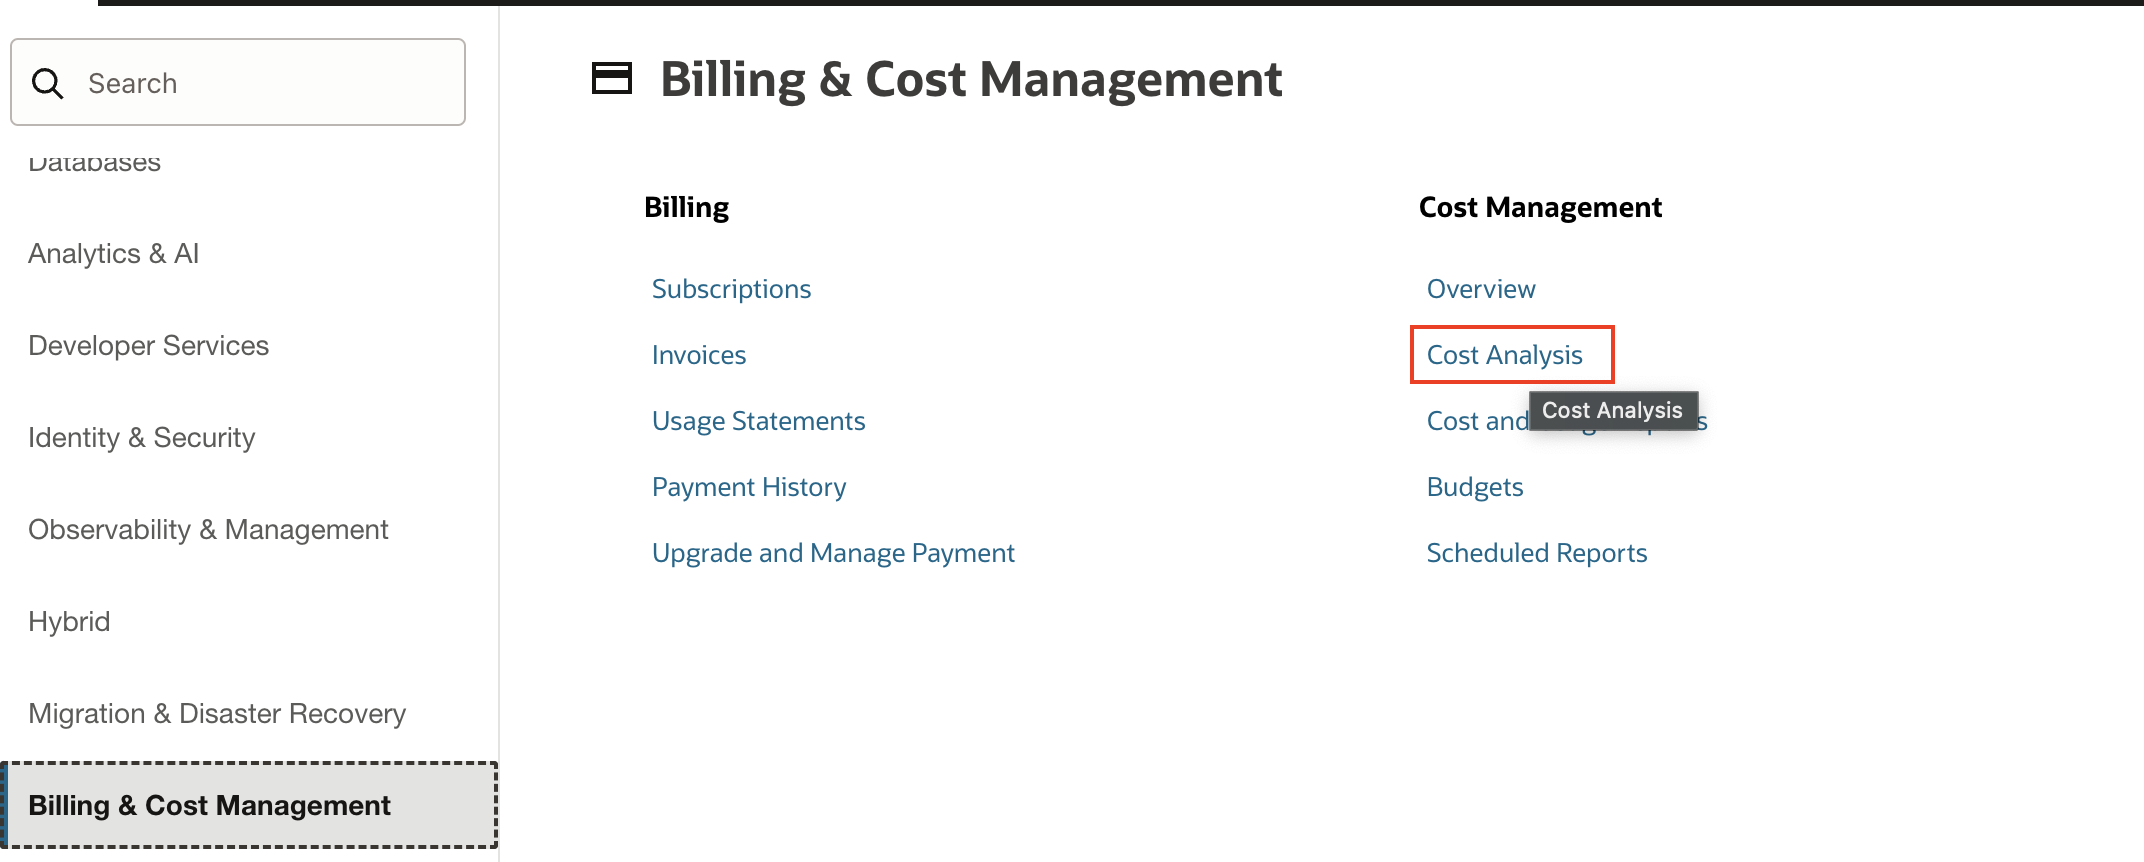 Search
Databases
Analytics & AI
Developer Services
Identity & Security
Observability & Management
Hybrid
Migration & Disaster Recovery
Billing & Cost Management
Billing & Cost Management
Billing
Subscriptions
Invoices
Usage Statements
Payment History
Upgrade and Manage Payment
Cost Management
Overview
Cost Analysis
Cost Analysis
Cost and
Budgets
Scheduled Reports